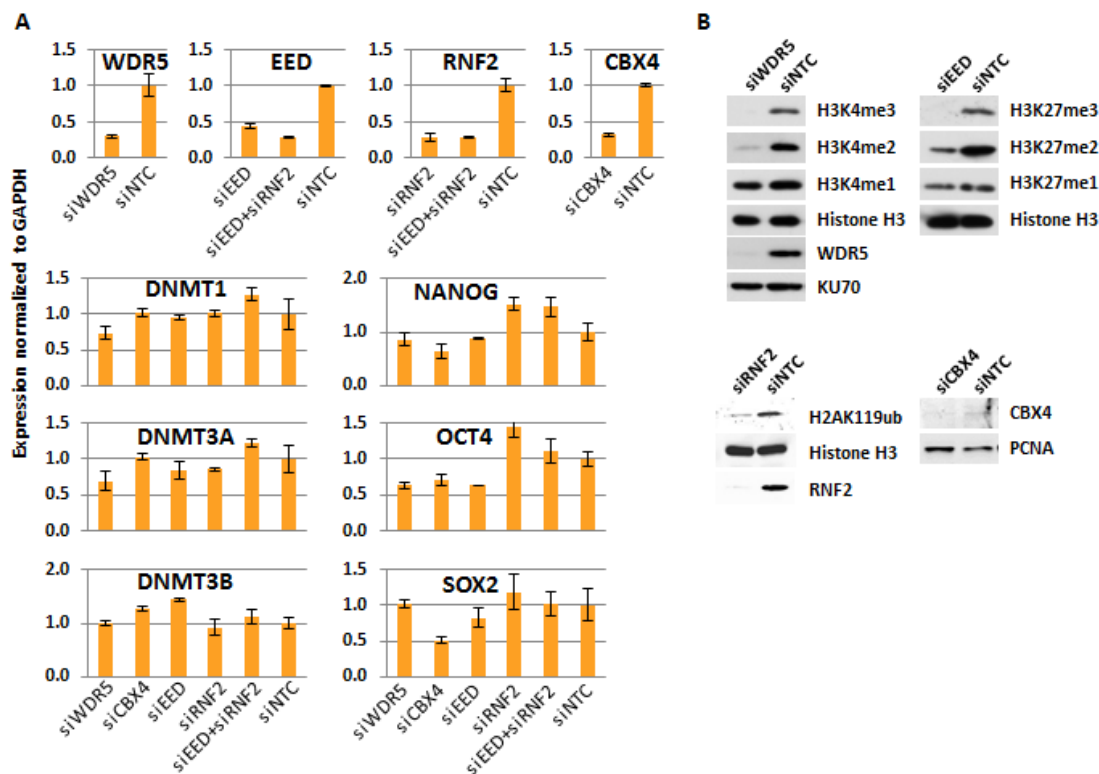 A
B
Expression normalized to GAPDH
WDR5
1.5
1.0
0.5
0.0
siWDR5
siNTC
EED
1.5
1.0
0.5
0.0
siEED
siEED+siRNF2
siNTC
RNF2
1.5
1.0
0.5
0.0
siRNF2
siEED+siRNF2
siNTC
CBX4
1.5
1.0
0.5
0.0
siCBX4
siNTC
DNMT1
1.5
1.0
0.5
0.0
NANOG
2.0
1.0
0.0
DNMT3A
1.5
1.0
0.5
0.0
OCT4
1.5
1.0
0.5
0.0
DNMT3B
2.0
1.0
0.0
siWDR5
siCBX4
siEED
siRNF2
siEED+siRNF2
siNTC
SOX2
1.5
1.0
0.5
0.0
siWDR5
siCBX4
siEED
siRNF2
siEED+siRNF2
siNTC
siWDR5
siNTC
H3K4me3
H3K4me2
H3K4me1
Histone H3
WDR5
KU70
siEED
siNTC
H3K27me3
H3K27me2
H3K27me1
Histone H3
siRNF2
siNTC
H2AK119ub
Histone H3
RNF2
siCBX4
siNTC
CBX4
PCNA